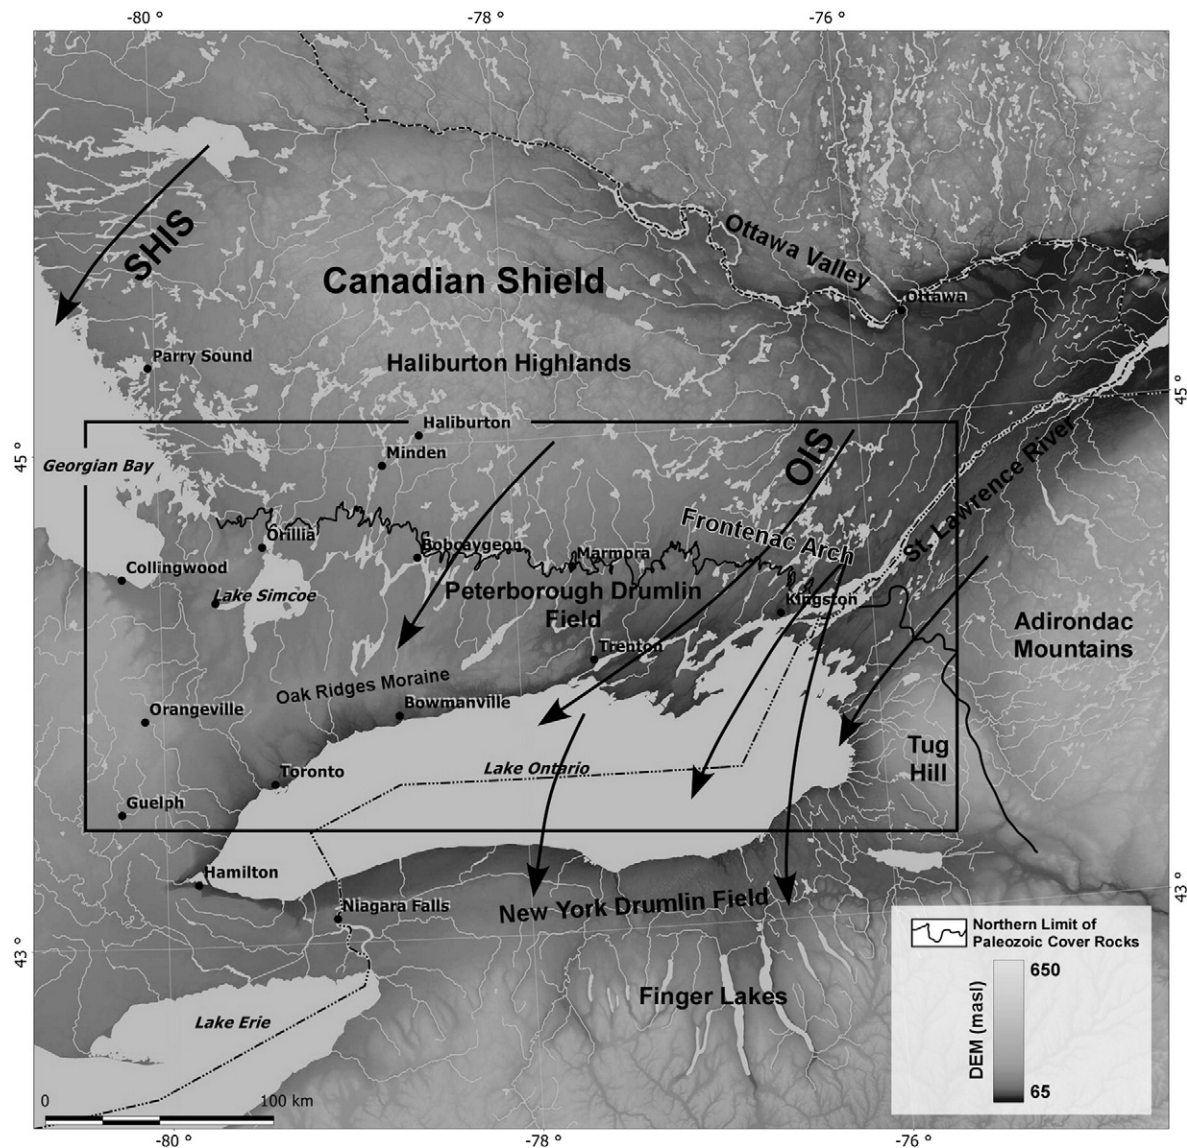 -80 °
-78 °
-76 °
SHIS
Ottawa Valley
Canadian Shield
Ottawa
Parry Sound
Haliburton Highlands
45 °
Haliburton
OIS
Minden
45 °
Georgian Bay
St. Lawrence River
Frontenac Arch
Orillia
Bobcaygeon
Marmora
Collingwood
Peterborough Drumlin
Field
Lake Simcoe
Kingston
Adirondac
Mountains
Trenton
Oak Ridges Moraine
Bowmanville
Orangeville
Tug
Hill
Toronto
Lake Ontario
Guelph
Hamilton
43 °
Niagara Falls
New York Drumlin Field
43 °
Northern Limit of
Paleozoic Cover Rocks
Finger Lakes
650
DEM (masl)
65
Lake Erie
0
100 km
-80 °
-78 °
-76 °